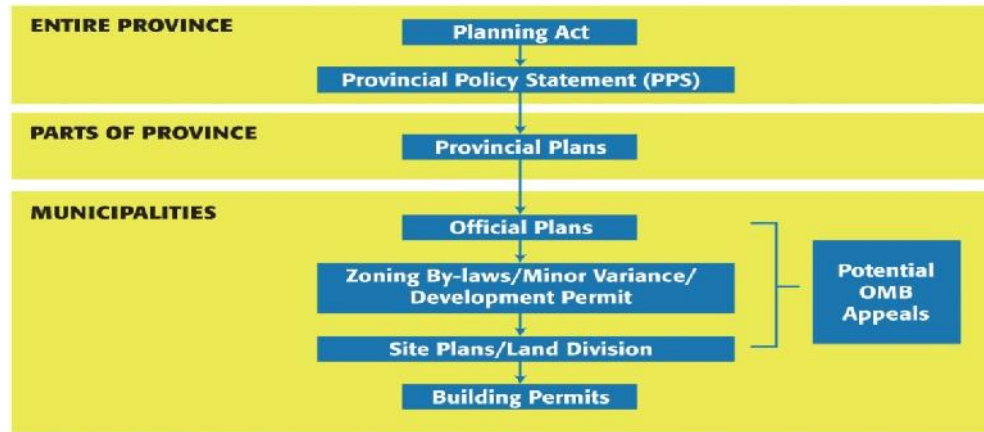 ENTIRE PROVINCE
Planning Act
Provincial Policy Statement (PPS)
PARTS OF PROVINCE
Provincial Plans
MUNICIPALITIES
Official Plans
Zoning By-laws/Minor Variance/
Development Permit
Site Plans/Land Division
Building Permits
Potential
OMB
Appeals